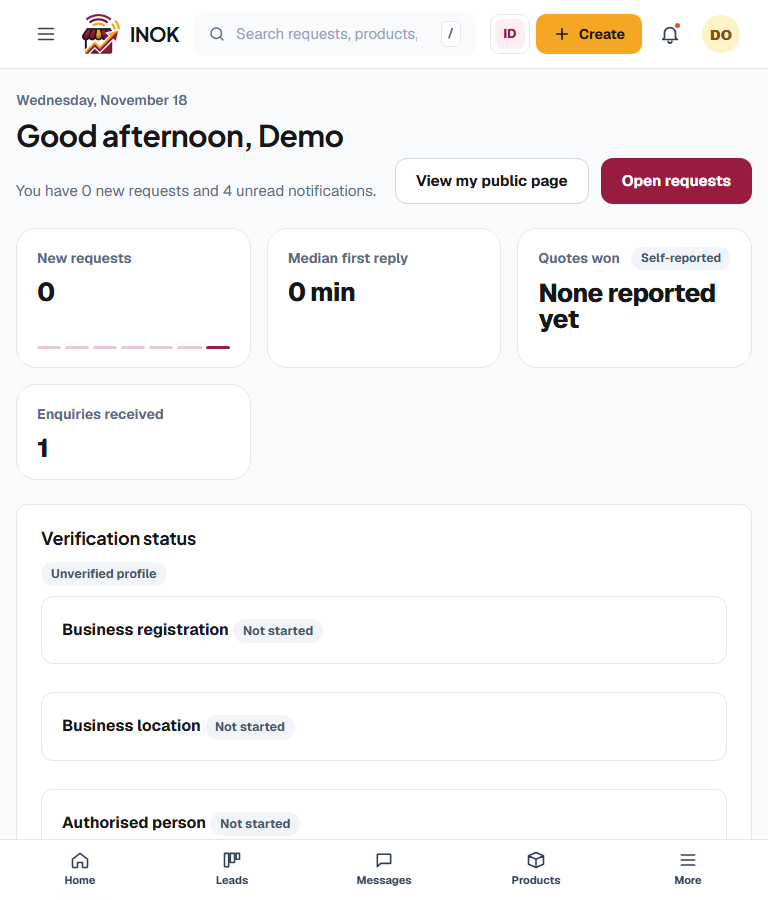 INOK
Search requests, products,
/
ID
Create
DO
Wednesday, November 18
Good afternoon, Demo
You have 0 new requests and 4 unread notifications.
View my public page
Open requests
New requests
0
Median first reply
0 min
Quotes won
Self-reported
None reported
yet
Enquiries received
1
Verification status
Unverified profile
Business registration
Not started
Business location
Not started
Authorised person
Not started
Home
Leads
Messages
Products
More